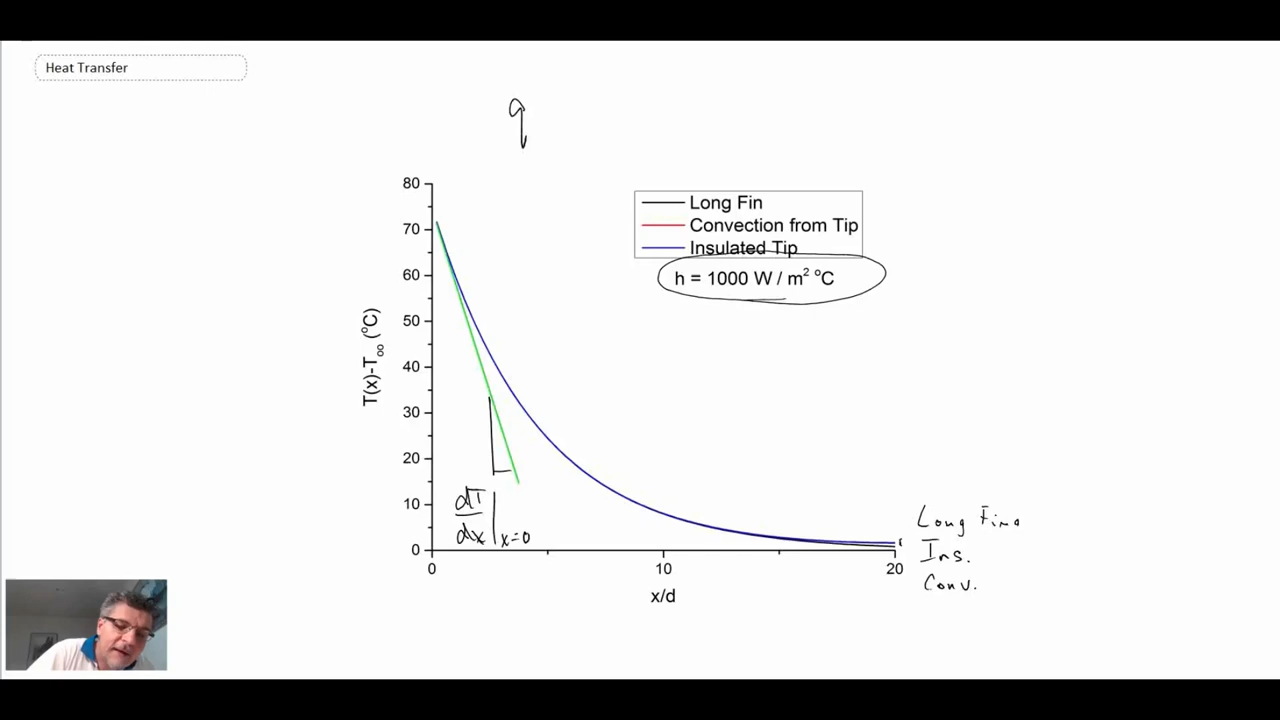 Heat Transfer
q
80
70
60
50
40
30
20
10
0
T(x)-T∞ (°C)
Long Fin
Convection from Tip
Insulated Tip
h = 1000 W / m² °C
dT
dx
x=0
0 10 20
x/d
Long Fin
Ins.
Conv.